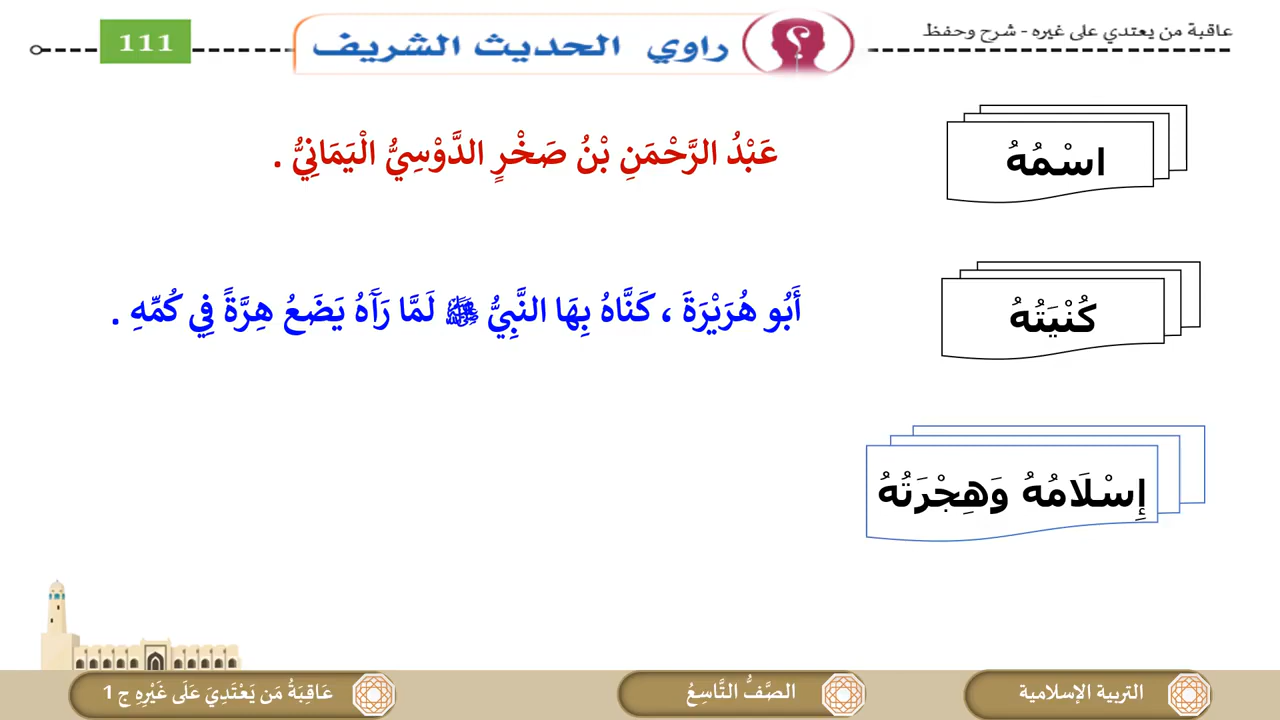 عاقبة من يعتدي على غيره - شرح وحفظ
راوي الحديث الشريف
111
اسْمُهُ
عَبْدُ الرَّحْمَنِ بْنُ صَخْرٍ الدَّوْسِيُّ الْيَمَانِيُّ .
كُنْيَتُهُ
أَبُو هُرَيْرَةَ ، كَنَّاهُ بِهَا النَّبِيُّ ﷺ لَمَّا رَآَهُ يَضَعُ هِرَّةً فِي كُمِّهِ .
إِسْلَامُهُ وَهِجْرَتُهُ
التربية الإسلامية
الصَّفُّ التَّاسِعُ
عَاقِبَةُ مَن يَعْتَدِيَ عَلَى غَيْرِهِ ج 1